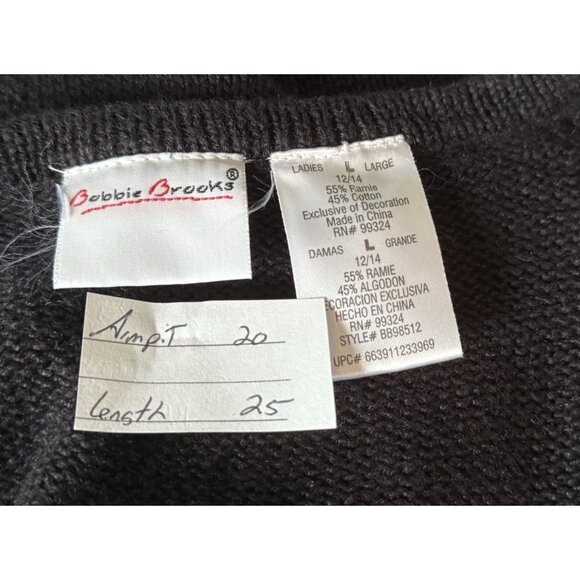 Bobbie Brooks®
LADIES L LARGE
12/14
55% Ramie
45% Cotton
Exclusive of Decoration
Made in China
RN# 99324
DAMAS L GRANDE
12/14
55% RAMIE
45% ALGODON
DECORACION EXCLUSIVA
HECHO EN CHINA
RN# 99324
STYLE# BB98512
UPC# 663911233969
Armpit 20
length 25